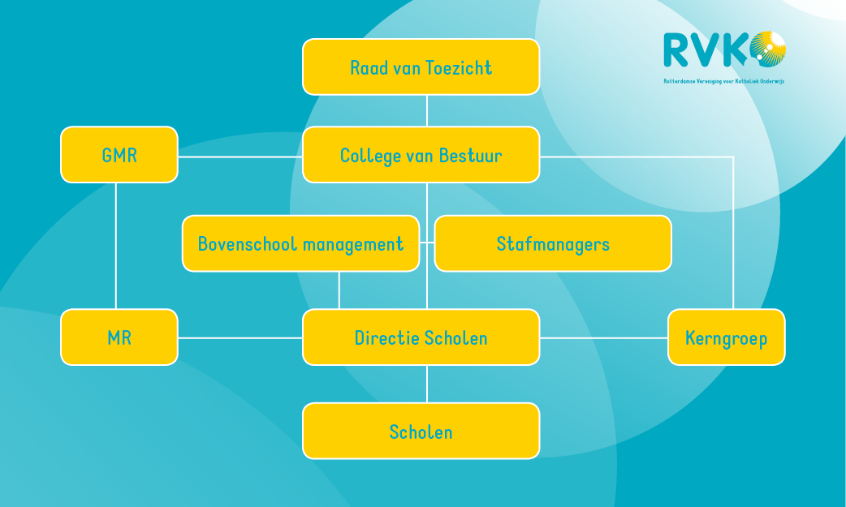 Raad van Toezicht
RVKO
Rotterdamse Vereniging voor Katholiek Onderwijs
GMR
College van Bestuur
Bovenschool management
Stafmanagers
MR
Directie Scholen
Kerngroep
Scholen